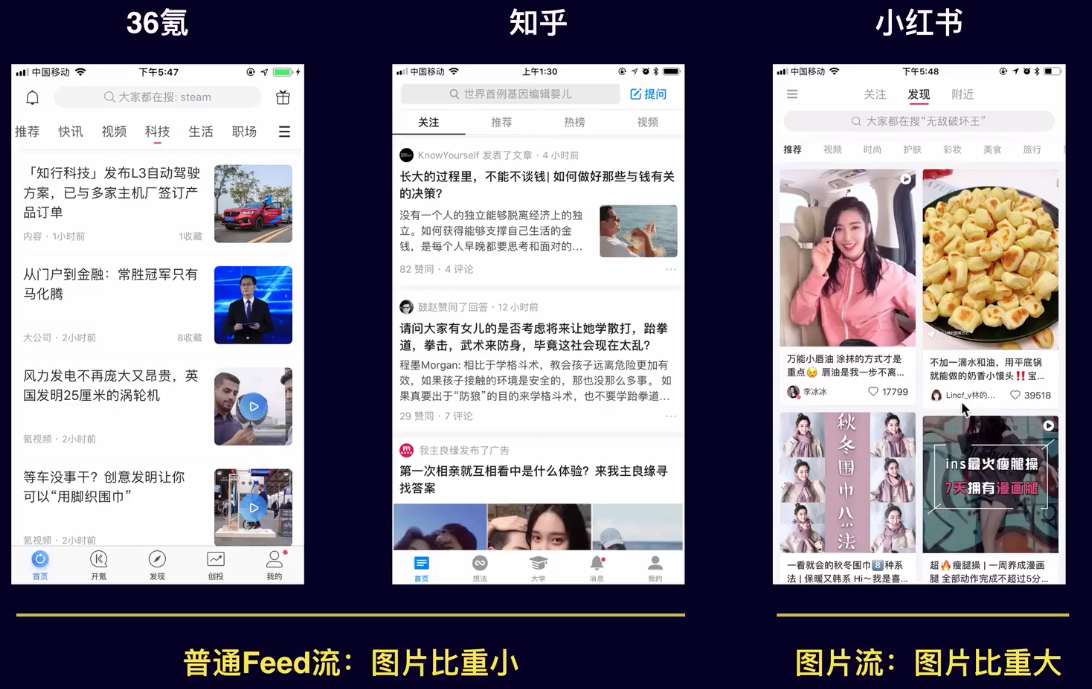 36氪
知乎
小红书
中国移动
下午5:47
大家都在搜: steam
推荐 快讯 视频 科技 生活 职场
「知行科技」发布L3自动驾驶
方案，已与多家主机厂签订产
品订单
内容 · 1小时前
1收藏
从门户到金融：常胜冠军只有
马化腾
大公司 · 2小时前
8收藏
风力发电不再庞大又昂贵，英
国发明25厘米的涡轮机
氪视频 · 2小时前
等车没事干？创意发明让你
可以“用脚织围巾”
氪视频 · 2小时前
首页 开氪 发现 创投 我的
中国移动
上午1:30
世界首例基因编辑婴儿
提问
关注 推荐 热榜 视频
KnowYourself 发表了文章 · 4 小时前
长大的过程里，不能不谈钱| 如何做好那些与钱有关
的决策?
没有一个人的独立能够脱离经济上的独
立。如何获得能够支撑自己生活的金
钱，是每个人早晚都要思考和面对的...
82 赞同 · 4 评论
鼓赵赞同了回答 · 12 小时前
请问大家有女儿的是否考虑将来让她学散打，跆拳
道，拳击，武术来防身，毕竟这社会现在太乱?
程墨Morgan: 相比于学格斗术，教会孩子远离危险更加有
效，如果孩子接触的环境是安全的，那也没那么多事。 如
果真要出于“防狼”的目的来学格斗术，也不要学跆拳道...
29 赞同 · 7 评论
我主良缘发布了广告
第一次相亲就互相看中是什么体验？来我主良缘寻
找答案
首页 想法 大学 消息 我的
中国移动
下午5:48
关注 发现 附近
大家都在搜“无敌破坏王”
推荐 视频 时尚 护肤 彩妆 美食 旅行
万能小唇油 涂抹的方式才是
重点😉 唇油是我一步不离...
李冰冰
17799
不加一滴水和油，用平底锅
就能做的奶香小馒头‼️宝...
Lincf_v林的...
39518
秋冬围巾八法
一看就会的秋冬围巾8️⃣种系
法 | 保暖又韩系 Hi～我是喜...
ins最火瘦腿操
7天拥有漫画腿
超🔥瘦腿操 | 一周养成漫画
腿 全部动作完成不超过5分...
普通Feed流：图片比重小
图片流：图片比重大